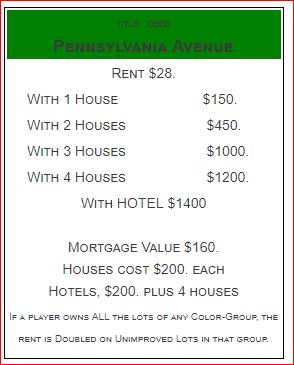 TITLE DEED
PENNSYLVANIA AVENUE
RENT $28.
WITH 1 HOUSE $150.
WITH 2 HOUSES $450.
WITH 3 HOUSES $1000.
WITH 4 HOUSES $1200.
WITH HOTEL $1400
MORTGAGE VALUE $160.
HOUSES COST $200. EACH
HOTELS, $200. PLUS 4 HOUSES
IF A PLAYER OWNS ALL THE LOTS OF ANY COLOR-GROUP, THE
RENT IS DOUBLED ON UNIMPROVED LOTS IN THAT GROUP.